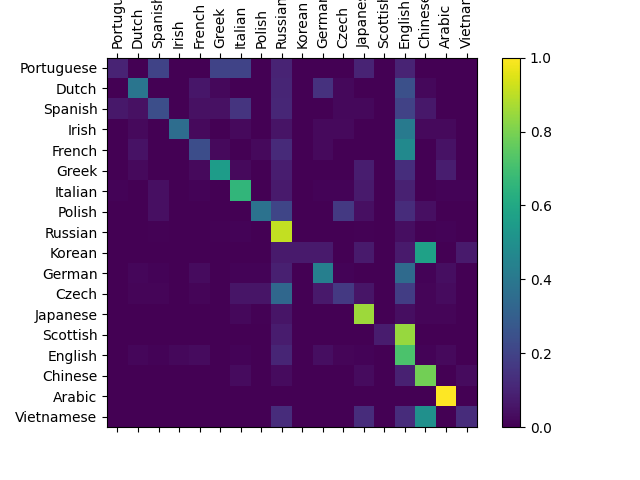 Portugu
Dutch
Spanish
Irish
French
Greek
Italian
Polish
Russian
Korean
German
Czech
Japanes
Scottish
English
Chinese
Arabic
Vietnam
Portuguese
Dutch
Spanish
Irish
French
Greek
Italian
Polish
Russian
Korean
German
Czech
Japanese
Scottish
English
Chinese
Arabic
Vietnamese
1.0
0.8
0.6
0.4
0.2
0.0